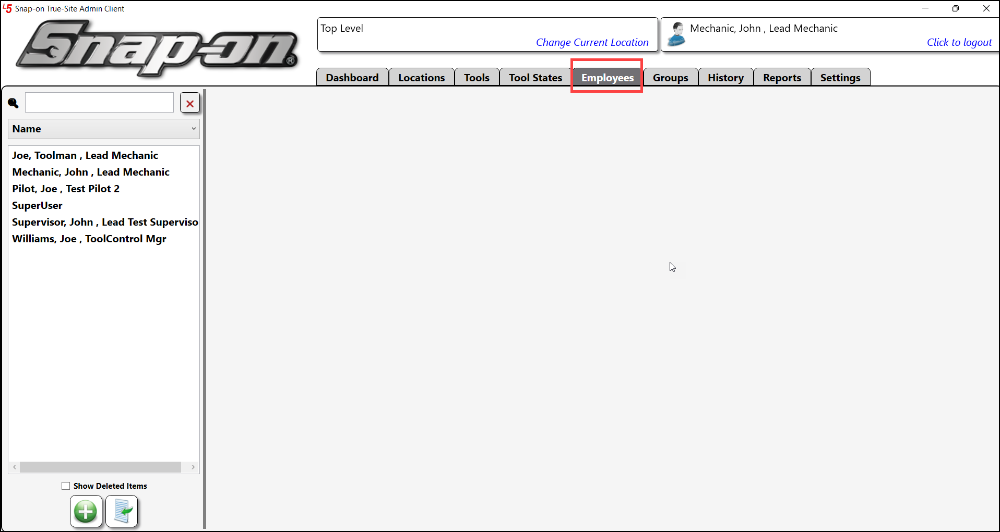 L5 Snap-on True-Site Admin Client
Snap-on®
Top Level
Change Current Location
Mechanic, John , Lead Mechanic
Click to logout
Dashboard Locations Tools Tool States Employees Groups History Reports Settings
Name
Joe, Toolman , Lead Mechanic
Mechanic, John , Lead Mechanic
Pilot, Joe , Test Pilot 2
SuperUser
Supervisor, John , Lead Test Superviso
Williams, Joe , ToolControl Mgr
Show Deleted Items